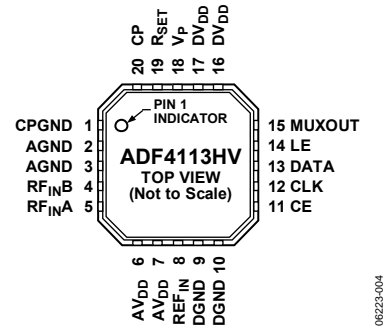 20 CP
19 RSET
18 VP
17 DVDD
16 DVDD
PIN 1
INDICATOR
CPGND 1
AGND 2
AGND 3
RFINB 4
RFINA 5
ADF4113HV
TOP VIEW
(Not to Scale)
15 MUXOUT
14 LE
13 DATA
12 CLK
11 CE
AVDD 6
AVDD 7
REFIN 8
DGND 9
DGND 10
06223-004